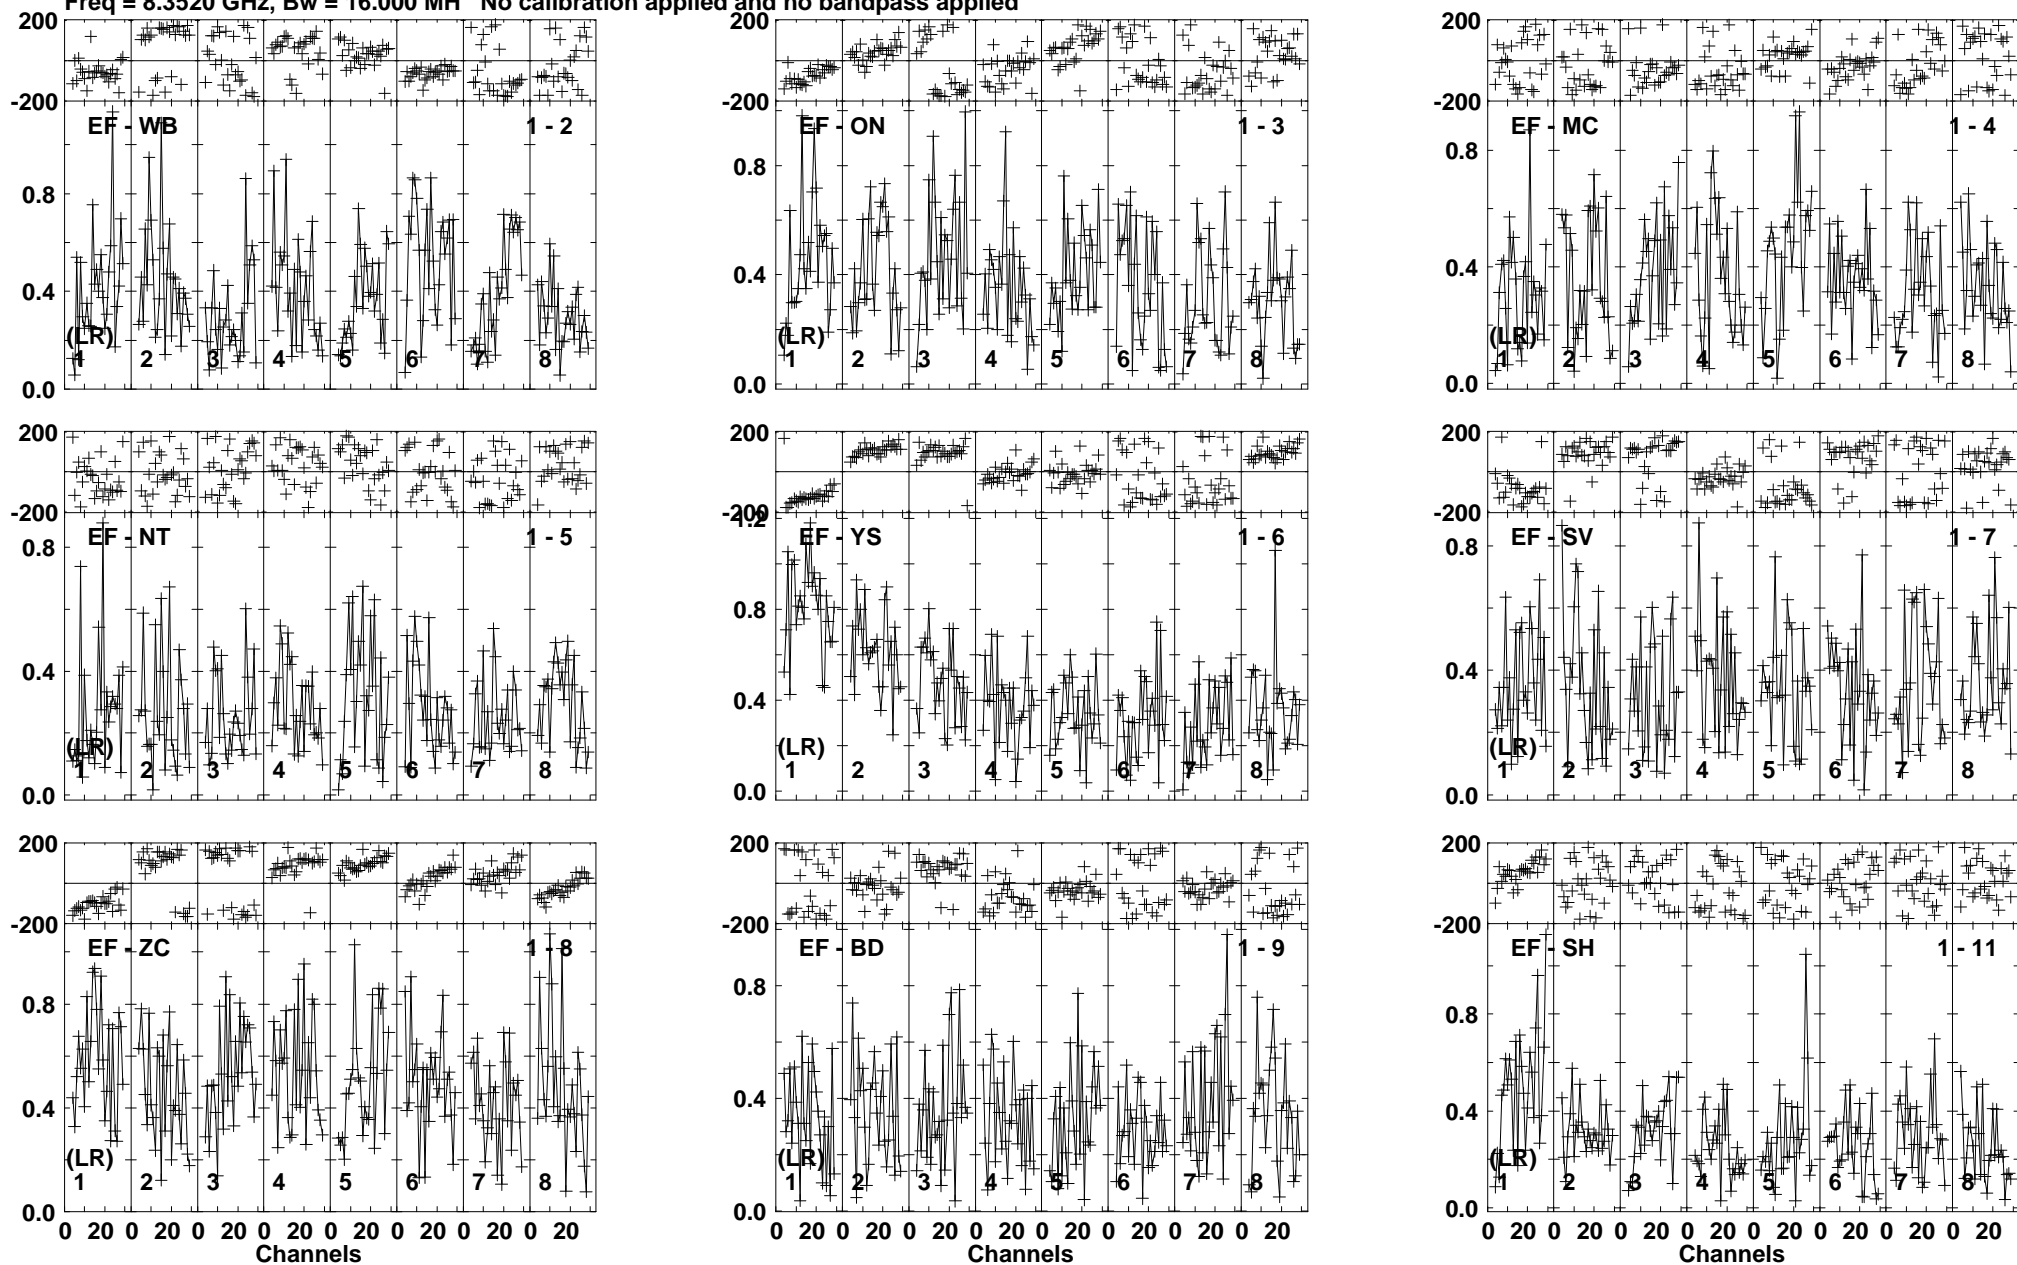 Freq = 8.3520 GHz, Bw = 16.000 MH No calibration applied and no bandpass applied
200 200 200
-200 -200 -200
EF - WB 1 - 2 EF - ON 1 - 3 EF - MC 1 - 4
0.8 0.8 0.8
0.4 0.4 0.4
(LR) (LR) (LR)
1 2 3 4 5 6 7 8 1 2 3 4 5 6 7 8 1 2 3 4 5 6 7 8
0.0 0.0 0.0
200 200 200
-200 -200 -200
1.2
EF - NT 1 - 5 EF - YS 1 - 6 EF - SV 1 - 7
0.8 0.8 0.8
0.4 0.4 0.4
(LR) (LR) (LR)
1 2 3 4 5 6 7 8 1 2 3 4 5 6 7 8 1 2 3 4 5 6 7 8
0.0 0.0 0.0
200 200 200
-200 -200 -200
EF - ZC 1 - 8 EF - BD 1 - 9 EF - SH 1 - 11
0.8 0.8 0.8
0.4 0.4 0.4
(LR) (LR) (LR)
1 2 3 4 5 6 7 8 1 2 3 4 5 6 7 8 1 2 3 4 5 6 7 8
0.0 0.0 0.0
0 20 0 20 0 20 0 20 0 20 0 20 0 20 0 20 0 20 0 20 0 20 0 20 0 20 0 20 0 20 0 20 0 20 0 20 0 20 0 20 0 20 0 20 0 20 0 20
Channels Channels Channels